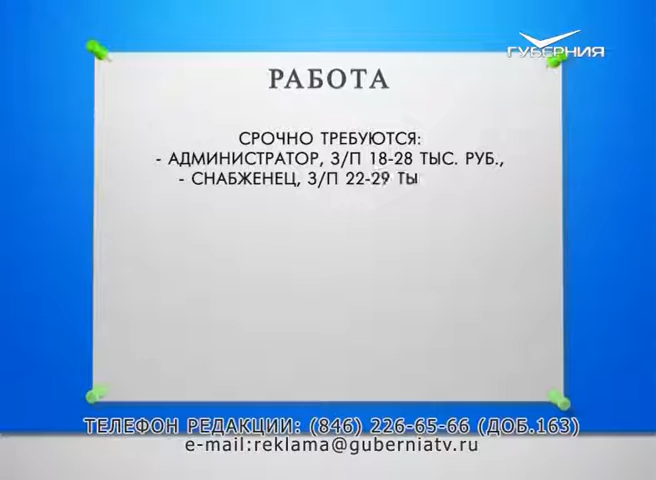 ГУБЕРНИЯ
РАБОТА
СРОЧНО ТРЕБУЮТСЯ:
- АДМИНИСТРАТОР, З/П 18-28 ТЫС. РУБ.,
- СНАБЖЕНЕЦ, З/П 22-29 ТЫ
ТЕЛЕФОН РЕДАКЦИИ: (846) 226-65-66 (ДОБ.163)
e-mail:reklama@guberniatv.ru